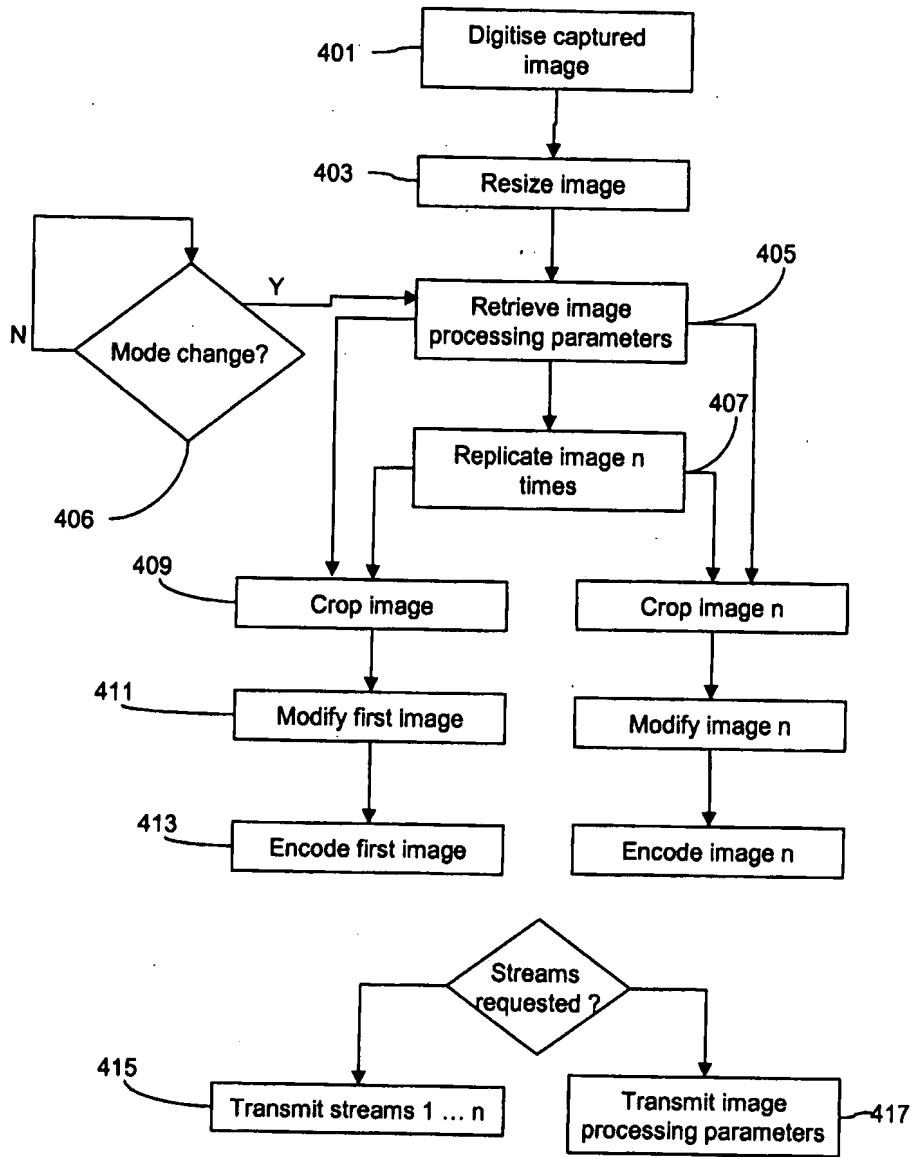 Digitise captured
image
401
Resize image
403
405
Y
Retrieve image
processing parameters
N
Mode change?
407
Replicate image n
times
406
409
Crop image
Crop image n
411
Modify first image
Modify image n
413
Encode first image
Encode image n
Streams
requested ?
415
Transmit streams 1 ... n
Transmit image
processing parameters
417